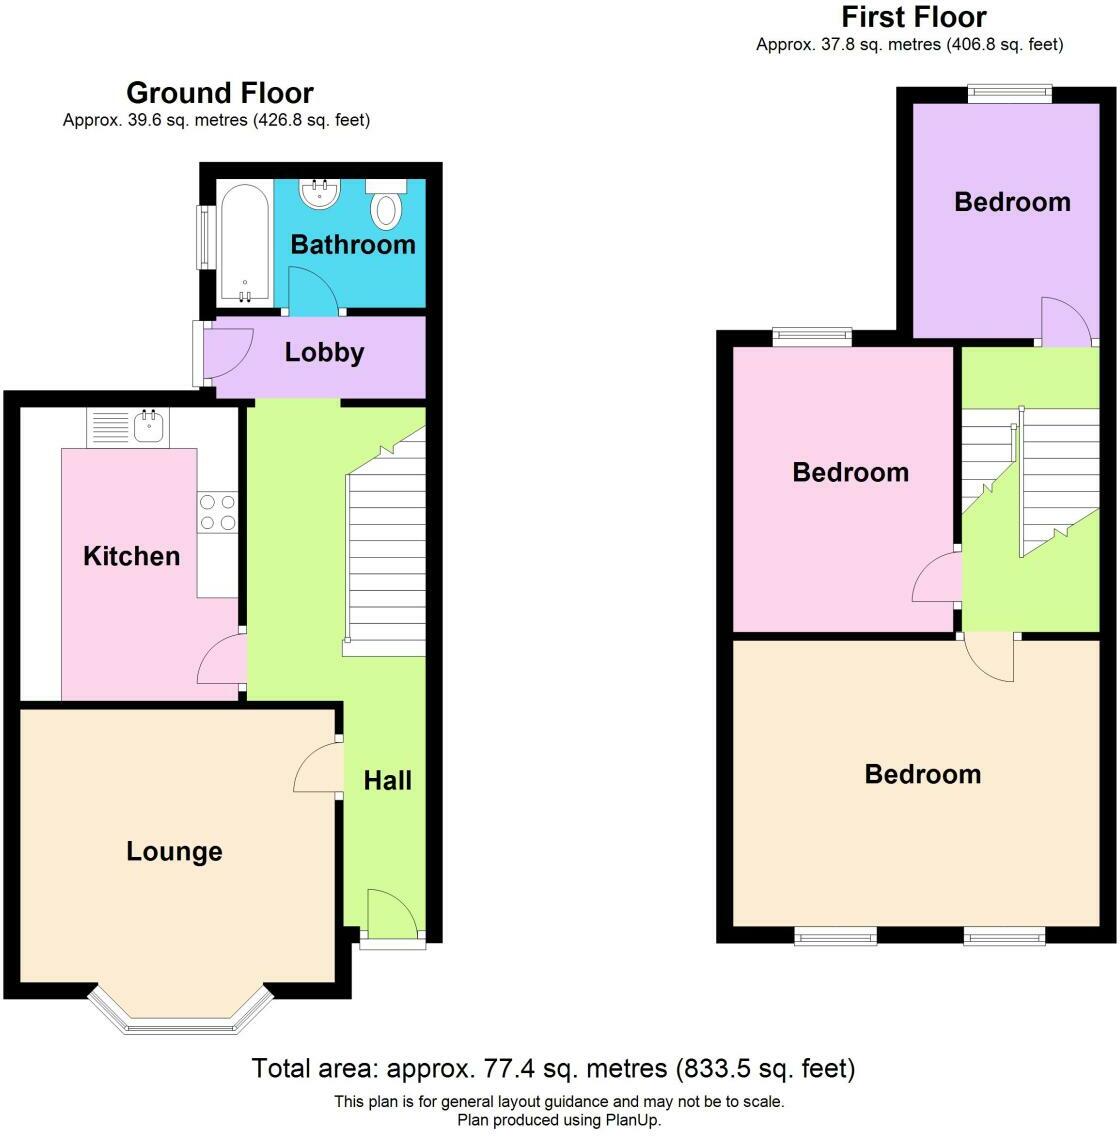 First Floor
Approx. 37.8 sq. metres (406.8 sq. feet)
Ground Floor
Approx. 39.6 sq. metres (426.8 sq. feet)
Bathroom
Lobby
Kitchen
Hall
Lounge
Bedroom
Bedroom
Bedroom
Total area: approx. 77.4 sq. metres (833.5 sq. feet)
This plan is for general layout guidance and may not be to scale.
Plan produced using PlanUp.